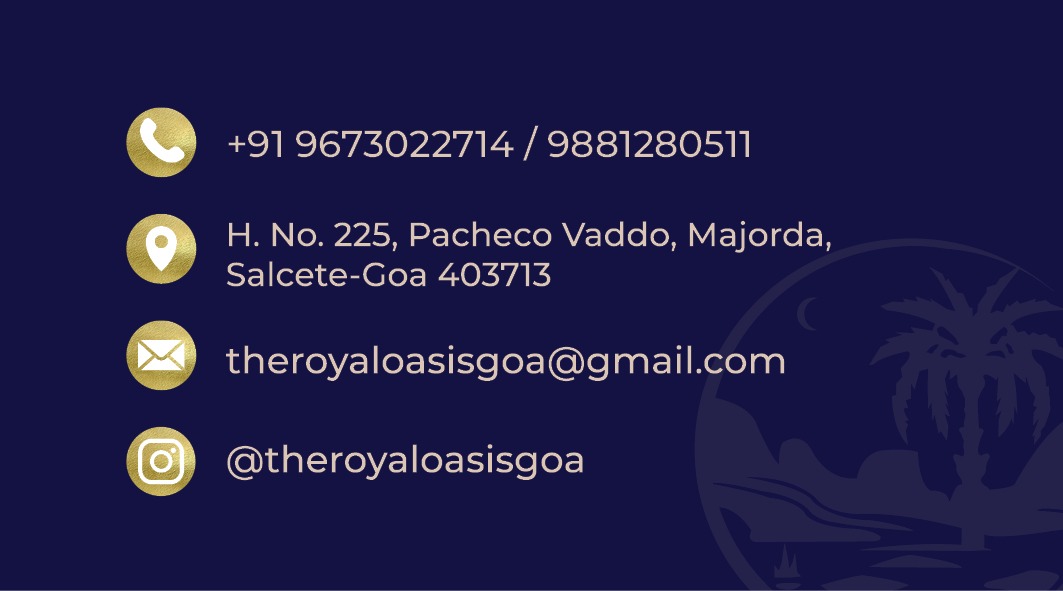 +91 9673022714 / 9881280511
H. No. 225, Pacheco Vaddo, Majorda,
Salcete-Goa 403713
theroyaloasisgoa@gmail.com
@theroyaloasisgoa